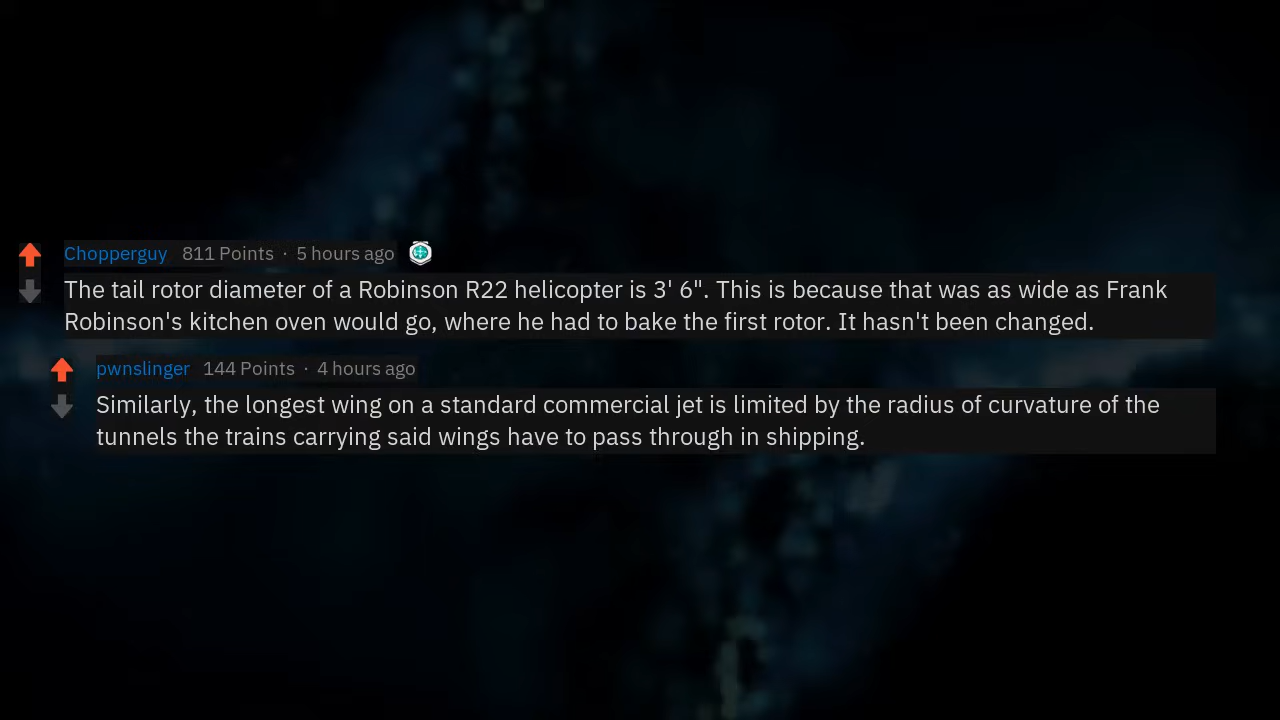 Chopperguy 811 Points · 5 hours ago
The tail rotor diameter of a Robinson R22 helicopter is 3' 6". This is because that was as wide as Frank
Robinson's kitchen oven would go, where he had to bake the first rotor. It hasn't been changed.
pwnslinger 144 Points · 4 hours ago
Similarly, the longest wing on a standard commercial jet is limited by the radius of curvature of the
tunnels the trains carrying said wings have to pass through in shipping.